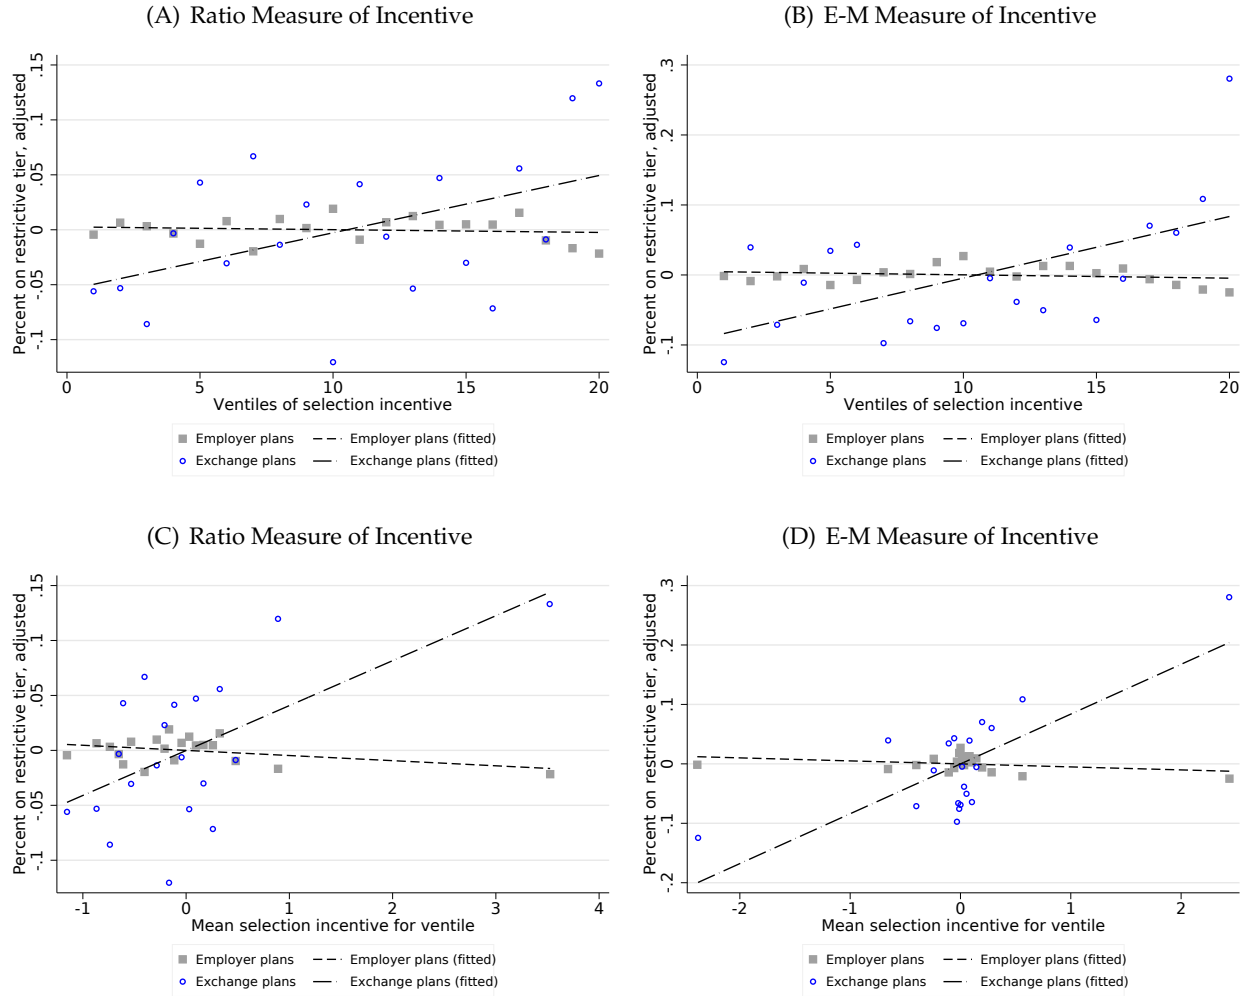 (A) Ratio Measure of Incentive
Percent on restrictive tier, adjusted
.15
.1
.05
0
-.05
-.1
0 5 10 15 20
Ventiles of selection incentive
Employer plans Employer plans (fitted)
Exchange plans Exchange plans (fitted)
(B) E-M Measure of Incentive
Percent on restrictive tier, adjusted
.3
.2
.1
0
-.1
0 5 10 15 20
Ventiles of selection incentive
Employer plans Employer plans (fitted)
Exchange plans Exchange plans (fitted)
(C) Ratio Measure of Incentive
Percent on restrictive tier, adjusted
.15
.1
.05
0
-.05
-.1
-1 0 1 2 3 4
Mean selection incentive for ventile
Employer plans Employer plans (fitted)
Exchange plans Exchange plans (fitted)
(D) E-M Measure of Incentive
Percent on restrictive tier, adjusted
.3
.2
.1
0
-.1
-.2
-2 -1 0 1 2
Mean selection incentive for ventile
Employer plans Employer plans (fitted)
Exchange plans Exchange plans (fitted)